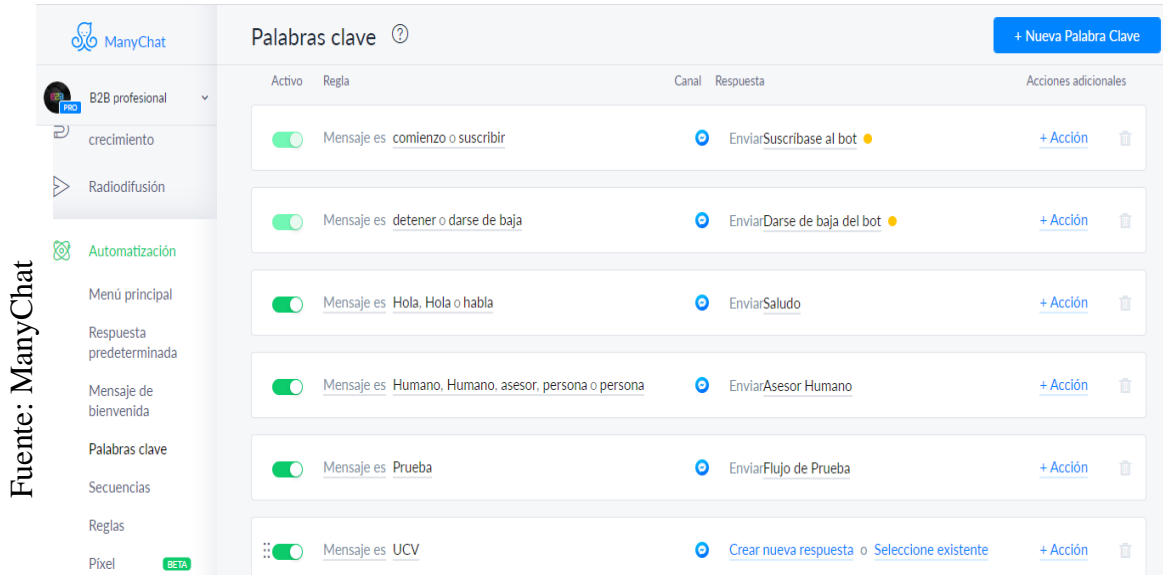 ManyChat
Palabras clave ?
+ Nueva Palabra Clave
B2B profesional
PRO
crecimiento
Radiodifusión
Automatización
Menú principal
Respuesta
predeterminada
Mensaje de
bienvenida
Palabras clave
Secuencias
Reglas
Píxel BETA
Activo Regla Canal Respuesta Acciones adicionales
Mensaje es comienzo o suscribir EnviarSuscríbase al bot + Acción
Mensaje es detener o darse de baja EnviarDarse de baja del bot + Acción
Mensaje es Hola, Hola o habla EnviarSaludo + Acción
Mensaje es Humano, Humano, asesor, persona o persona EnviarAsesor Humano + Acción
Mensaje es Prueba EnviarFlujo de Prueba + Acción
Mensaje es UCV Crear nueva respuesta o Seleccione existente + Acción
Fuente: ManyChat